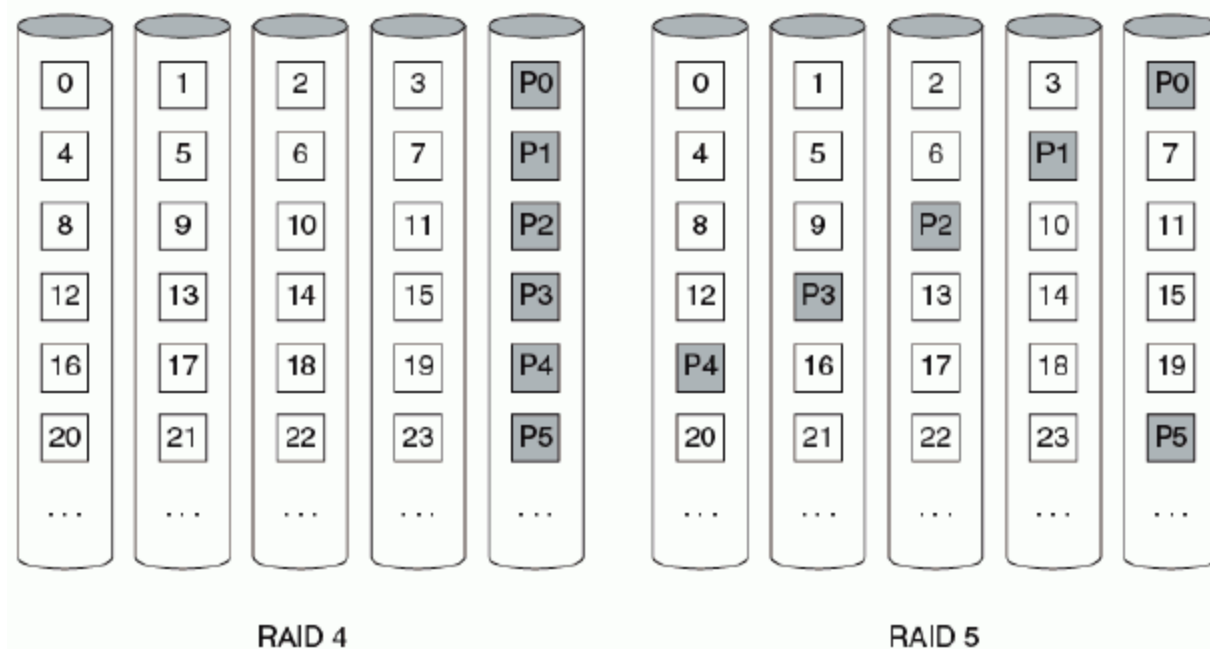 0 1 2 3 P0 0 1 2 3 P0
4 5 6 7 P1 4 5 6 P1 7
8 9 10 11 P2 8 9 P2 10 11
12 13 14 15 P3 12 P3 13 14 15
16 17 18 19 P4 P4 16 17 18 19
20 21 22 23 P5 20 21 22 23 P5
... ... ... ... ... ... ... ... ... ...
RAID 4 RAID 5